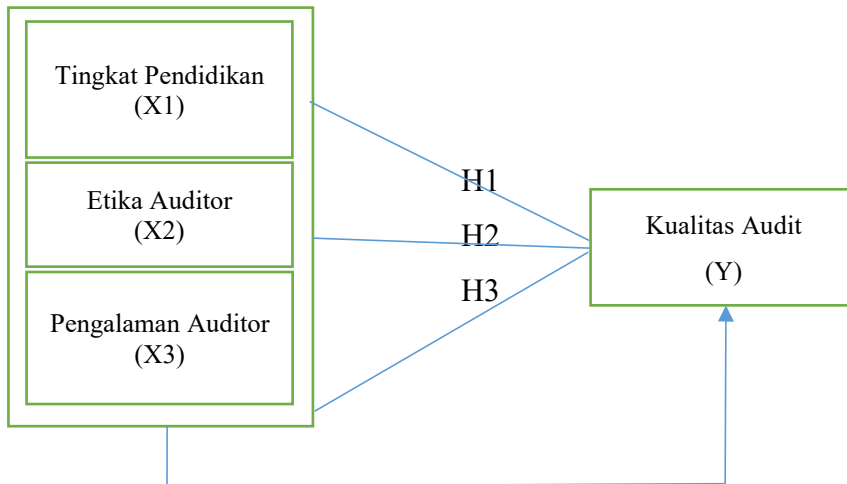 Tingkat Pendidikan
(X1)
Etika Auditor
(X2)
Pengalaman Auditor
(X3)
H1
H2
H3
Kualitas Audit
(Y)